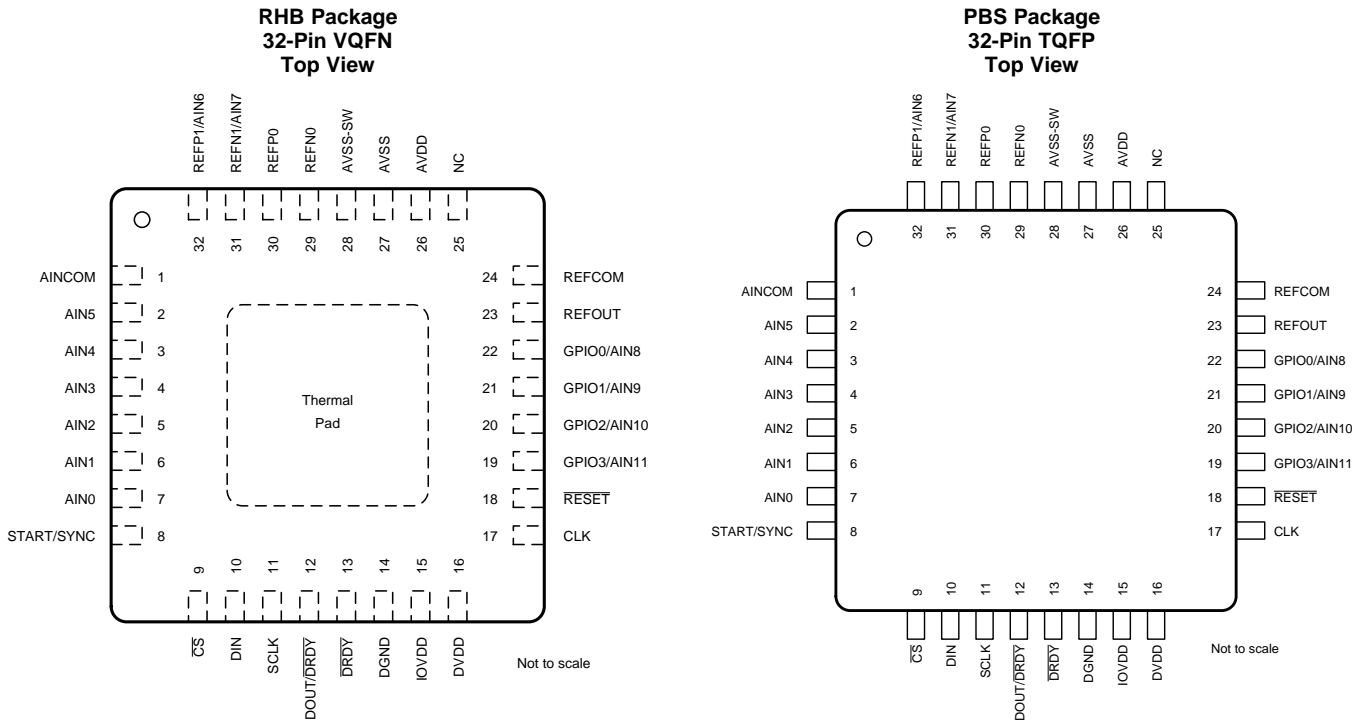 RHB Package
32-Pin VQFN
Top View
REFP1/AIN6
REFN1/AIN7
REFP0
REFN0
AVSS-SW
AVSS
AVDD
NC
32
31
30
29
28
27
26
25
AINCOM 1
AIN5 2
AIN4 3
AIN3 4
AIN2 5
AIN1 6
AIN0 7
START/SYNC 8
Thermal
Pad
24 REFCOM
23 REFOUT
22 GPIO0/AIN8
21 GPIO1/AIN9
20 GPIO2/AIN10
19 GPIO3/AIN11
18 RESET
17 CLK
9
10
11
12
13
14
15
16
CS
DIN
SCLK
DOUT/DRDY
DRDY
DGND
IOVDD
DVDD
Not to scale
PBS Package
32-Pin TQFP
Top View
REFP1/AIN6
REFN1/AIN7
REFP0
REFN0
AVSS-SW
AVSS
AVDD
NC
32
31
30
29
28
27
26
25
AINCOM 1
AIN5 2
AIN4 3
AIN3 4
AIN2 5
AIN1 6
AIN0 7
START/SYNC 8
24 REFCOM
23 REFOUT
22 GPIO0/AIN8
21 GPIO1/AIN9
20 GPIO2/AIN10
19 GPIO3/AIN11
18 RESET
17 CLK
9
10
11
12
13
14
15
16
CS
DIN
SCLK
DOUT/DRDY
DRDY
DGND
IOVDD
DVDD
Not to scale